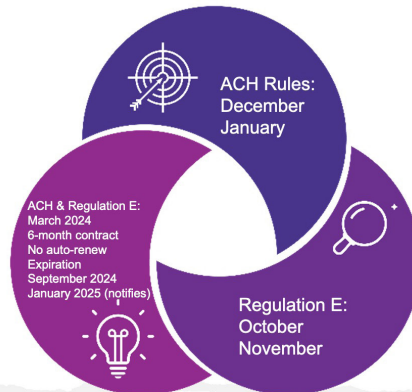 ACH Rules:
December
January
ACH & Regulation E:
March 2024
6-month contract
No auto-renew
Expiration
September 2024
January 2025 (notifies)
Regulation E:
October
November